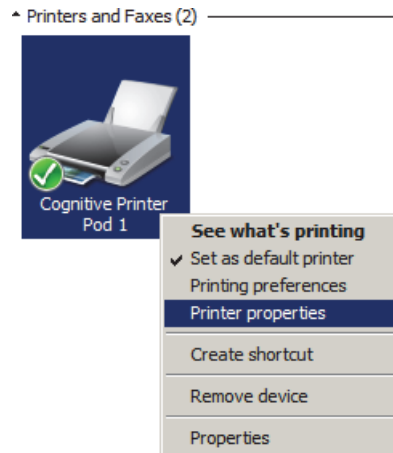 Printers and Faxes (2)
Cognitive Printer
Pod 1
See what's printing
Set as default printer
Printing preferences
Printer properties
Create shortcut
Remove device
Properties